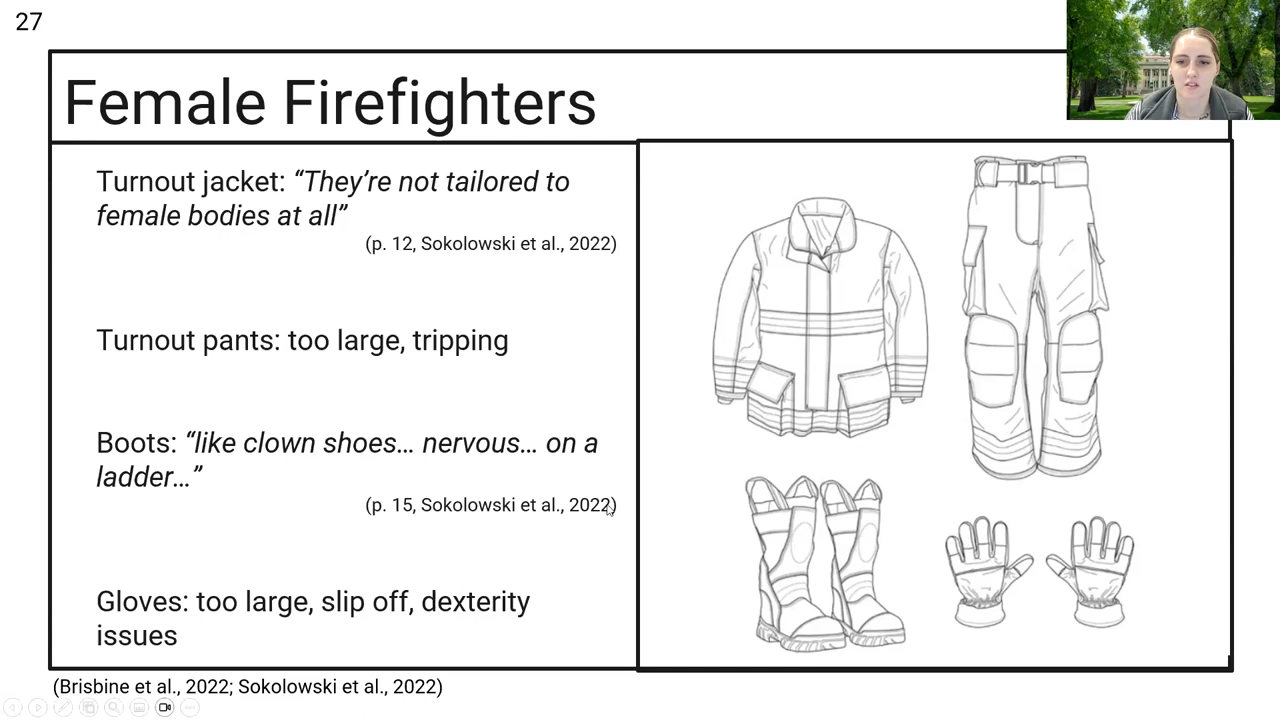 27
Female Firefighters
Turnout jacket: “They’re not tailored to
female bodies at all”
(p. 12, Sokolowski et al., 2022)
Turnout pants: too large, tripping
Boots: “like clown shoes… nervous… on a
ladder…”
(p. 15, Sokolowski et al., 2022)
Gloves: too large, slip off, dexterity
issues
(Brisbine et al., 2022; Sokolowski et al., 2022)